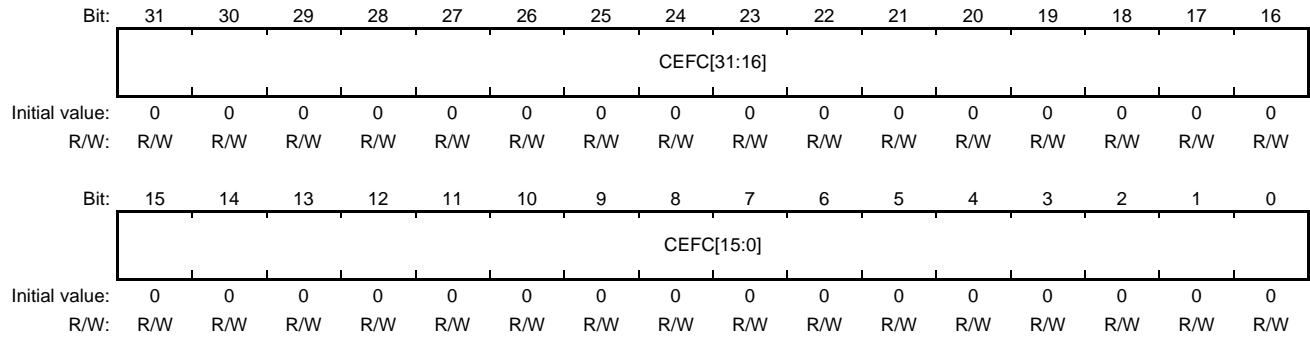 Bit: 31 30 29 28 27 26 25 24 23 22 21 20 19 18 17 16
CEFC[31:16]
Initial value: 0 0 0 0 0 0 0 0 0 0 0 0 0 0 0 0
R/W: R/W R/W R/W R/W R/W R/W R/W R/W R/W R/W R/W R/W R/W R/W R/W R/W
Bit: 15 14 13 12 11 10 9 8 7 6 5 4 3 2 1 0
CEFC[15:0]
Initial value: 0 0 0 0 0 0 0 0 0 0 0 0 0 0 0 0
R/W: R/W R/W R/W R/W R/W R/W R/W R/W R/W R/W R/W R/W R/W R/W R/W R/W